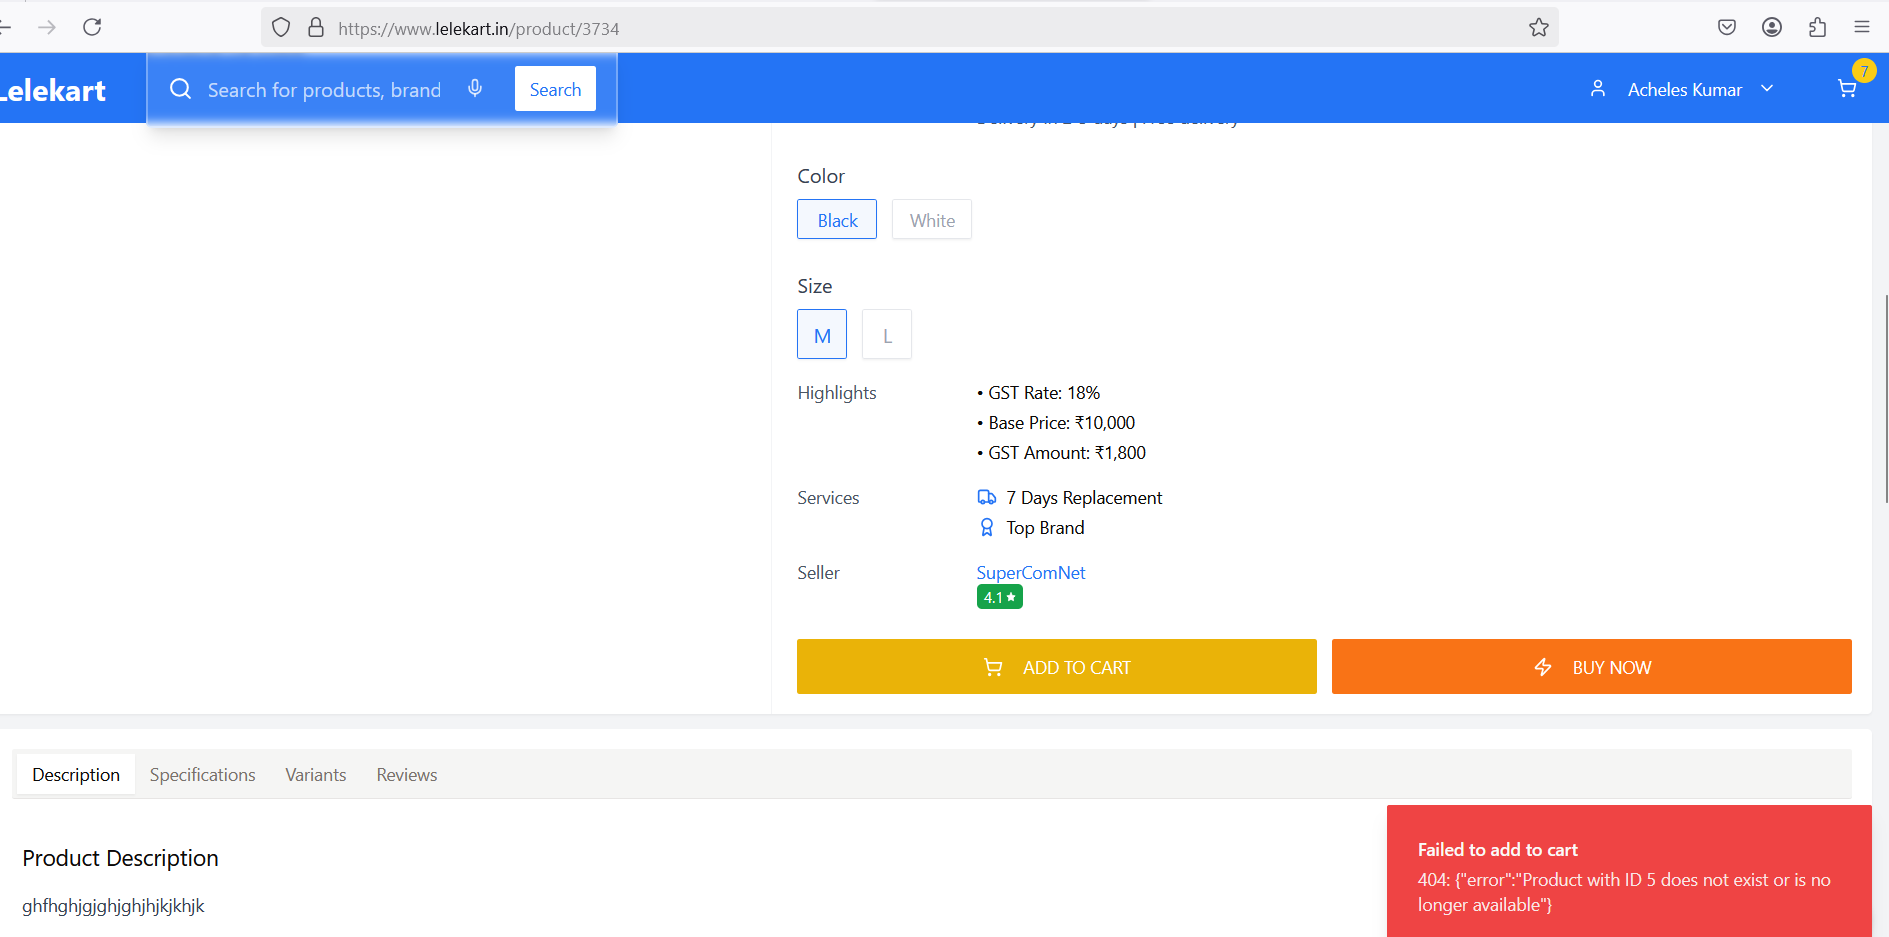 https://www.lelekart.in/product/3734
Lelekart
Search for products, brand
Search
Acheles Kumar
7
Color
Black
White
Size
M
L
Highlights
• GST Rate: 18%
• Base Price: ₹10,000
• GST Amount: ₹1,800
Services
7 Days Replacement
Top Brand
Seller
SuperComNet
4.1★
ADD TO CART
BUY NOW
Description
Specifications
Variants
Reviews
Product Description
ghfhghjgjghjghjhjkjkhjk
Failed to add to cart
404: {"error":"Product with ID 5 does not exist or is no
longer available"}